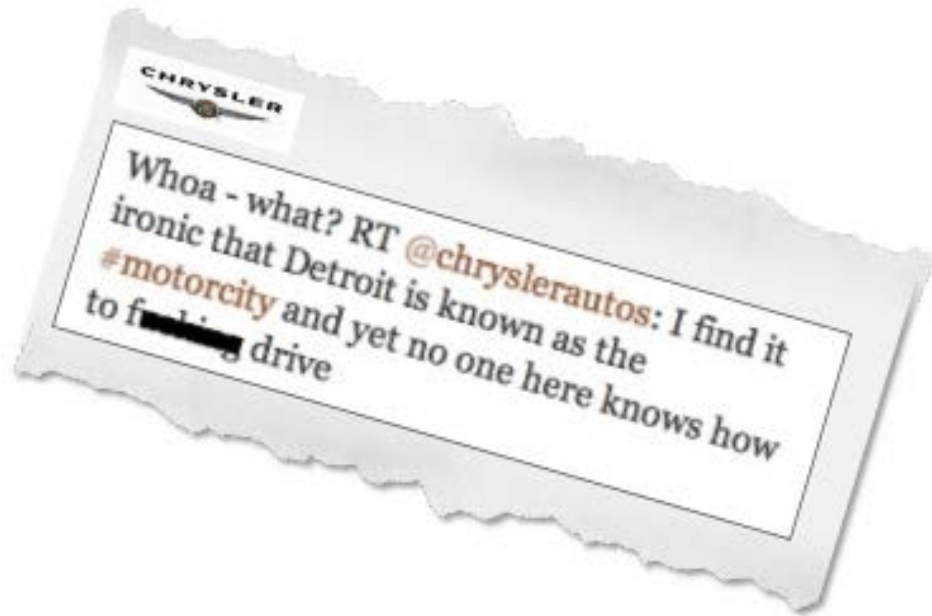 CHRYSLER
Whoa - what? RT @chryslerautos: I find it
ironic that Detroit is known as the
#motorcity and yet no one here knows how
to drive